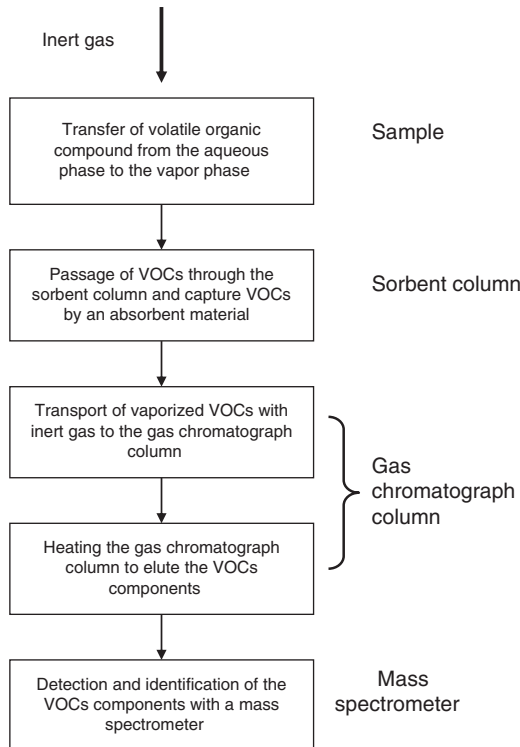 Inert gas
Transfer of volatile organic
compound from the aqueous
phase to the vapor phase
Sample
Passage of VOCs through the
sorbent column and capture VOCs
by an absorbent material
Sorbent column
Transport of vaporized VOCs with
inert gas to the gas chromatograph
column
Gas
chromatograph
column
Heating the gas chromatograph
column to elute the VOCs
components
Detection and identification of the
VOCs components with a mass
spectrometer
Mass
spectrometer